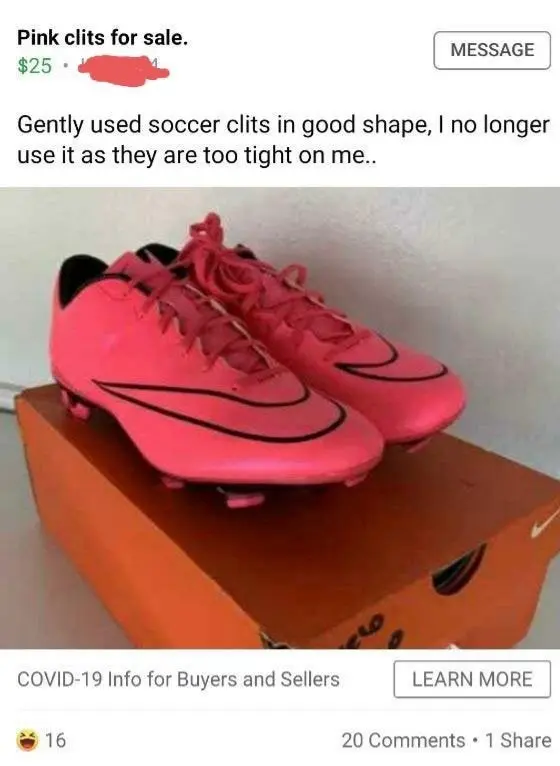 Pink clits for sale.
MESSAGE
$25 ·
Gently used soccer clits in good shape, I no longer
use it as they are too tight on me..
COVID-19 Info for Buyers and Sellers
LEARN MORE
16
20 Comments • 1 Share